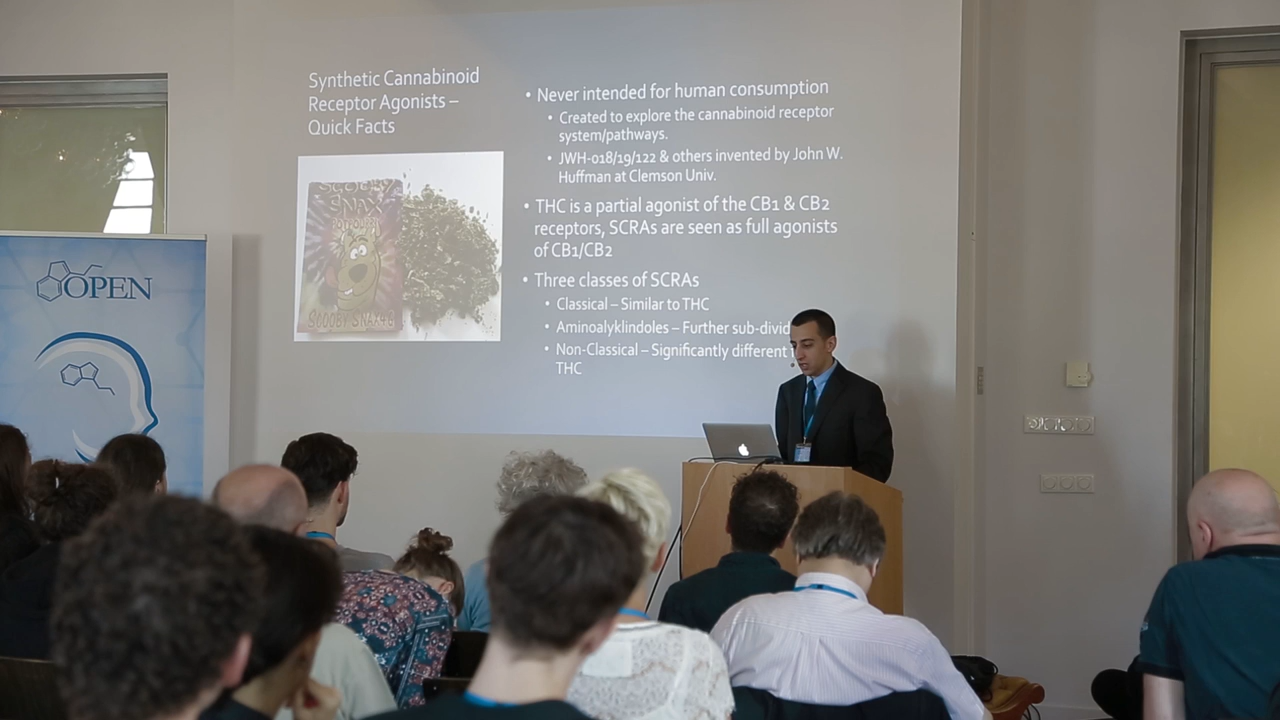 Synthetic Cannabinoid
Receptor Agonists –
Quick Facts
• Never intended for human consumption
• Created to explore the cannabinoid receptor
system/pathways.
• JWH-018/19/122 & others invented by John W.
Huffman at Clemson Univ.
• THC is a partial agonist of the CB1 & CB2
receptors, SCRAs are seen as full agonists
of CB1/CB2
• Three classes of SCRAs
• Classical – Similar to THC
• Aminoalyklindoles – Further sub-divid
• Non-Classical – Significantly different
THC
SCOOBY
SNAX
SCOOBY SNAX
OPEN